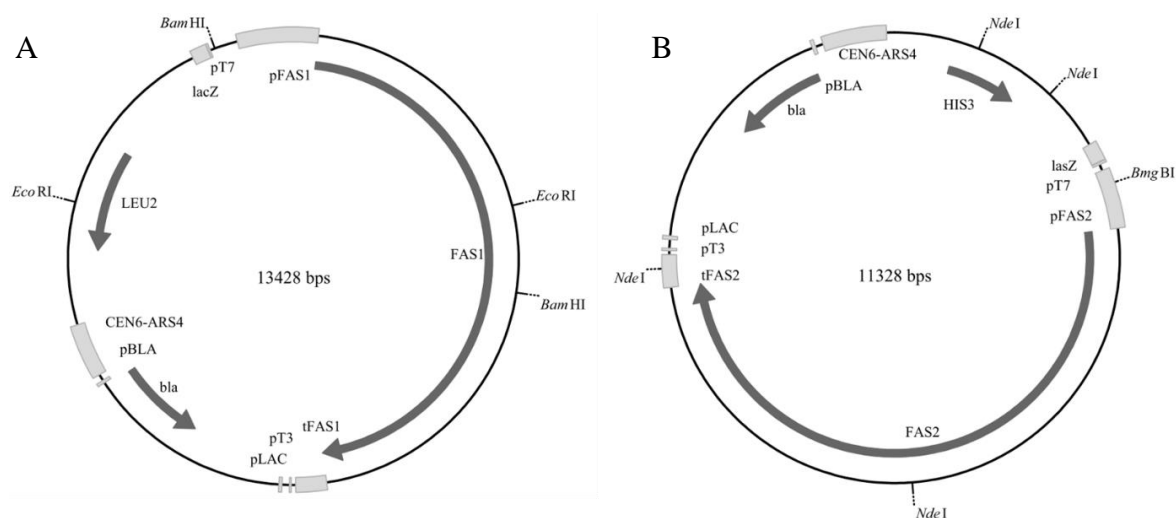 A
BamHI
pT7
lacZ
pFAS1
EcoRI
LEU2
EcoRI
FAS1
13428 bps
BamHI
CEN6-ARS4
pBLA
bla
tFAS1
pT3
pLAC
B
NdeI
CEN6-ARS4
pBLA
bla
HIS3
NdeI
lasZ
pT7
BmgBI
pFAS2
pLAC
pT3
NdeI
tFAS2
11328 bps
FAS2
NdeI